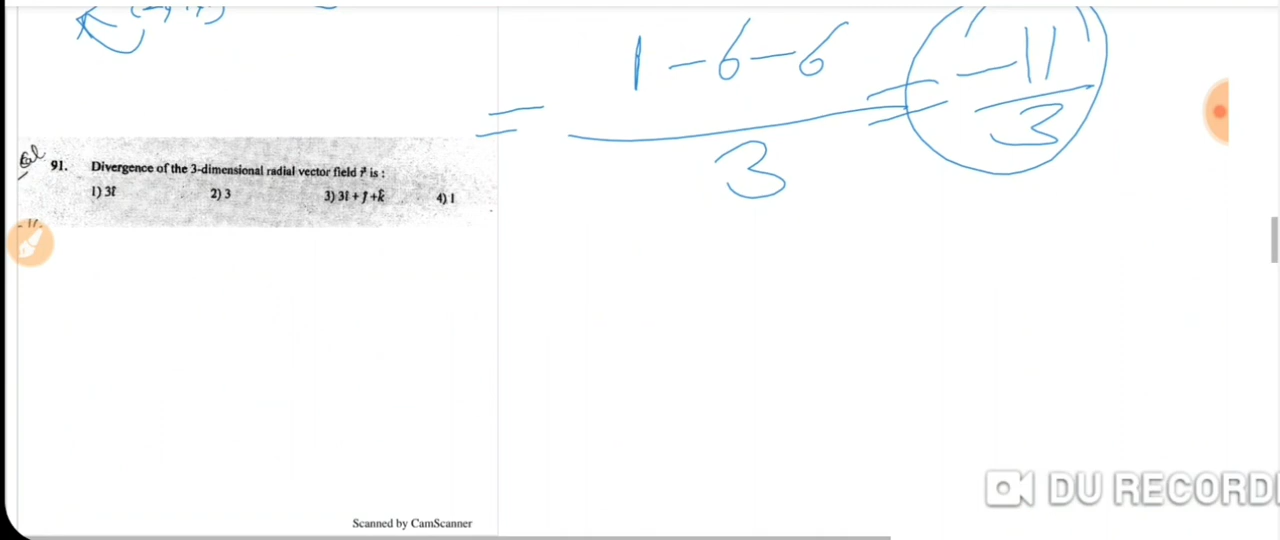 1 - 6 - 6
= — = -11
3 3
91. Divergence of the 3-dimensional radial vector field r⃗ is :
1) 3î 2) 3 3) 3î + ĵ + k̂ 4) 1
DU RECORD
Scanned by CamScanner